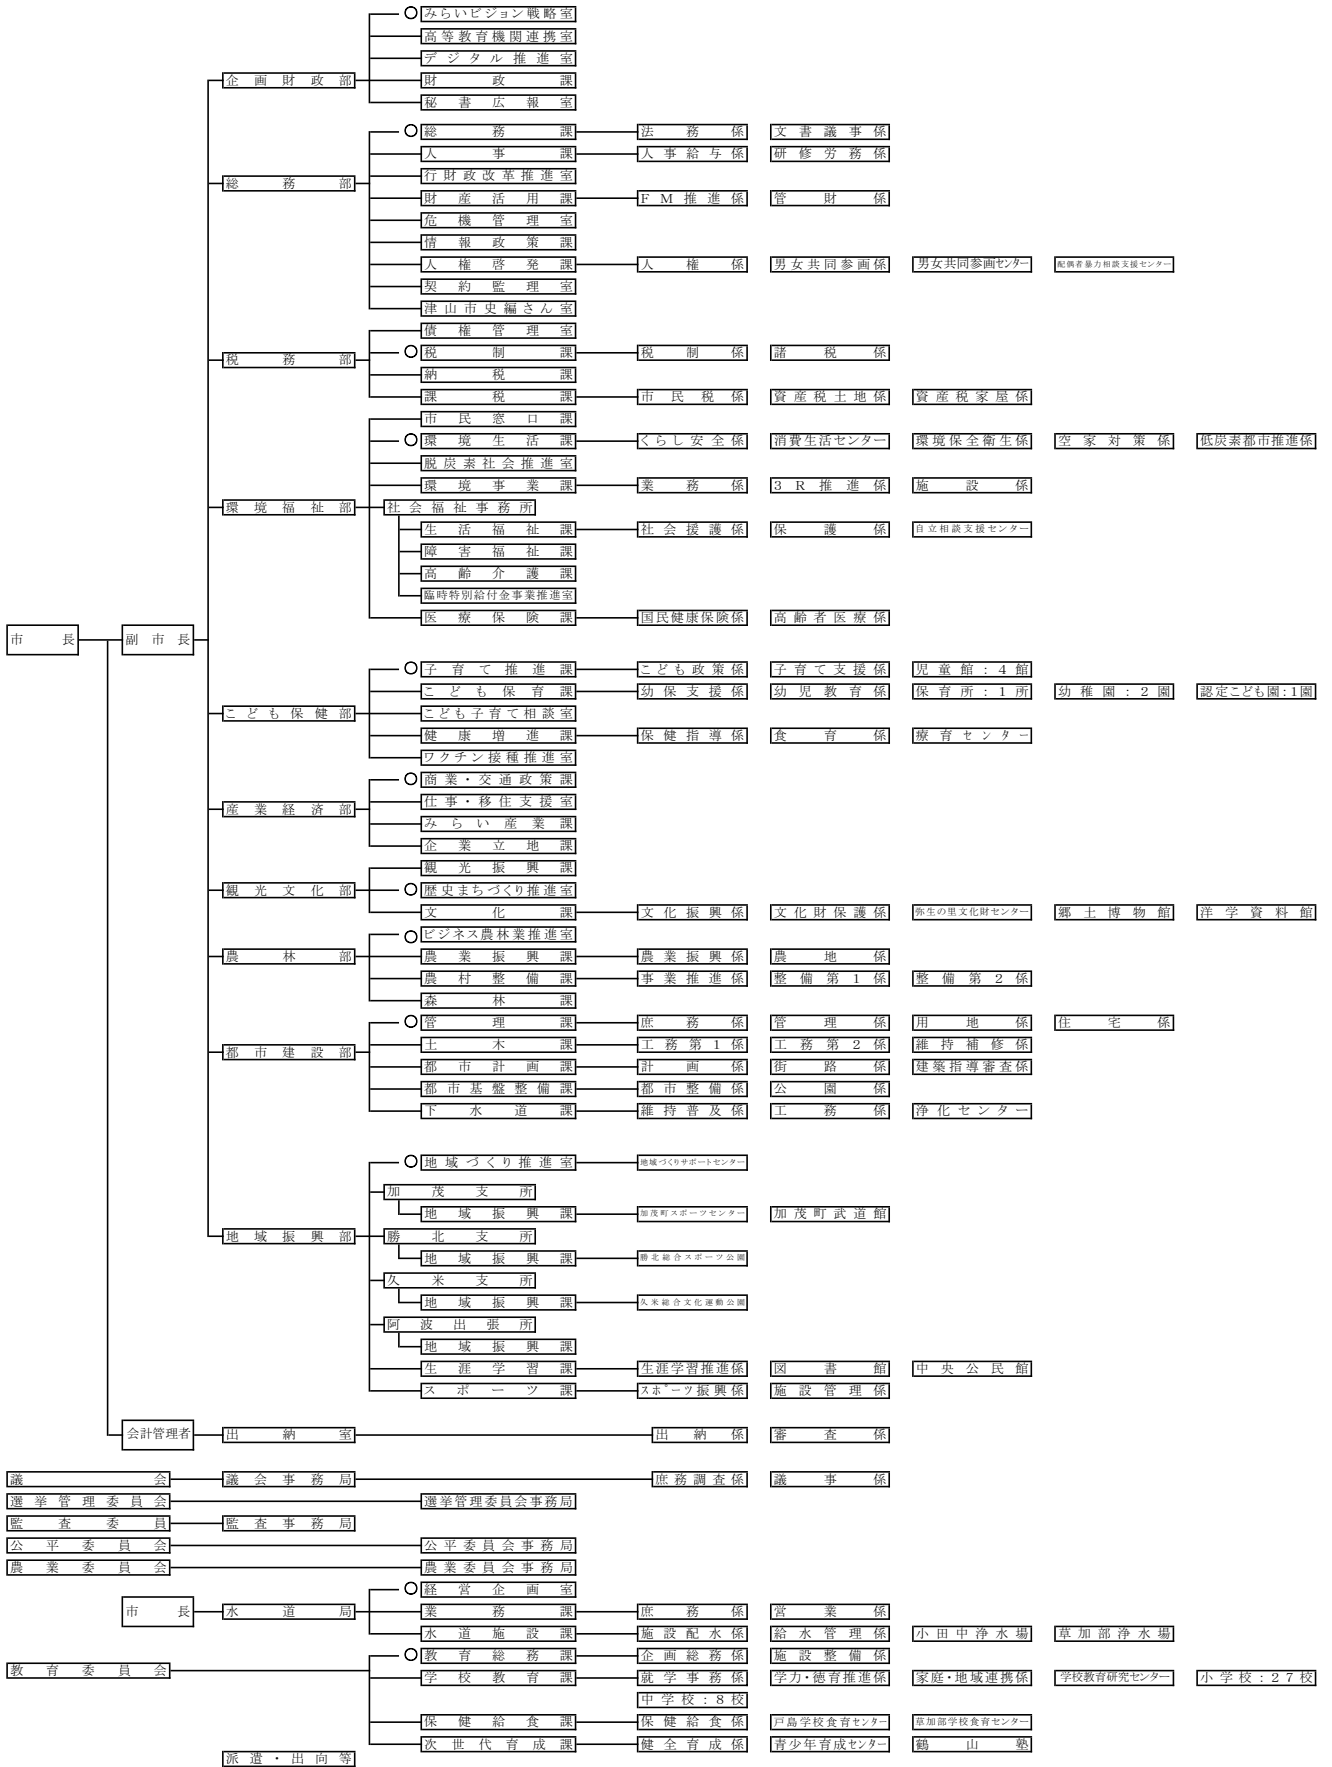 ○ みらいビジョン戦略室
高等教育機関連携室
デジタル推進室
企画財政部 財政課
秘書広報室
○ 総務課 法務係 文書議事係
人事課 人事給与係 研修労務係
行財政改革推進室
総務部
財産活用課 FM推進係 管財係
危機管理室
情報政策課
人権啓発課 人権係 男女共同参画係 男女共同参画センター 配偶者暴力相談支援センター
契約監理室
津山市史編さん室
債権管理室
税務部 ○ 税制課 税制係 諸税係
納税課
課税課 市民税係 資産税土地係 資産税家屋係
市民窓口課
○ 環境生活課 くらし安全係 消費生活センター 環境保全衛生係 空家対策係 低炭素都市推進係
脱炭素社会推進室
環境事業課 業務係 3R推進係 施設係
環境福祉部 社会福祉事務所
生活福祉課 社会援護係 保護係 自立相談支援センター
障害福祉課
高齢介護課
臨時特別給付金事業推進室
医療保険課 国民健康保険係 高齢者医療係
市長 副市長
○ 子育て推進課 こども政策係 子育て支援係 児童館:4館
こども保育課 幼保支援係 幼児教育係 保育所:1所 幼稚園:2園 認定こども園:1園
こども保健部 こども子育て相談室
健康増進課 保健指導係 食育係 療育センター
ワクチン接種推進室
○ 商業・交通政策課
仕事・移住支援室
産業経済部
みらい産業課
企業立地課
観光振興課
観光文化部 ○ 歴史まちづくり推進室
文化課 文化振興係 文化財保護係 弥生の里文化財センター 郷土博物館 洋学資料館
○ ビジネス農林業推進室
農林部 農業振興課 農業振興係 農地係
農村整備課 事業推進係 整備第1係 整備第2係
森林課
○ 管理課 庶務係 管理係 用地係 住宅係
土木課 工務第1係 工務第2係 維持補修係
都市建設部
都市計画課 計画係 街路係 建築指導審査係
都市基盤整備課 都市整備係 公園係
下水道課 維持普及係 工務係 浄化センター
○ 地域づくり推進室 地域づくりサポートセンター
加茂支所
地域振興課 加茂町スポーツセンター 加茂町武道館
地域振興部 勝北支所
地域振興課 勝北総合スポーツ公園
久米支所
地域振興課 久米総合文化運動公園
阿波出張所
地域振興課
生涯学習課 生涯学習推進係 図書館 中央公民館
スポーツ課 スポーツ振興係 施設管理係
会計管理者 出納室 出納係 審査係
議会 議会事務局 庶務調査係 議事係
選挙管理委員会 選挙管理委員会事務局
監査委員 監査事務局
公平委員会 公平委員会事務局
農業委員会 農業委員会事務局
○ 経営企画室
市長 水道局 業務課 庶務係 営業係
水道施設課 施設配水係 給水管理係 小田中浄水場 草加部浄水場
○ 教育総務課 企画総務係 施設整備係
教育委員会 学校教育課 就学事務係 学力・徳育推進係 家庭・地域連携係 学校教育研究センター 小学校:27校
中学校:8校
保健給食課 保健給食係 戸島学校食育センター 草加部学校食育センター
次世代育成課 健全育成係 青少年育成センター 鶴山塾
派遣・出向等